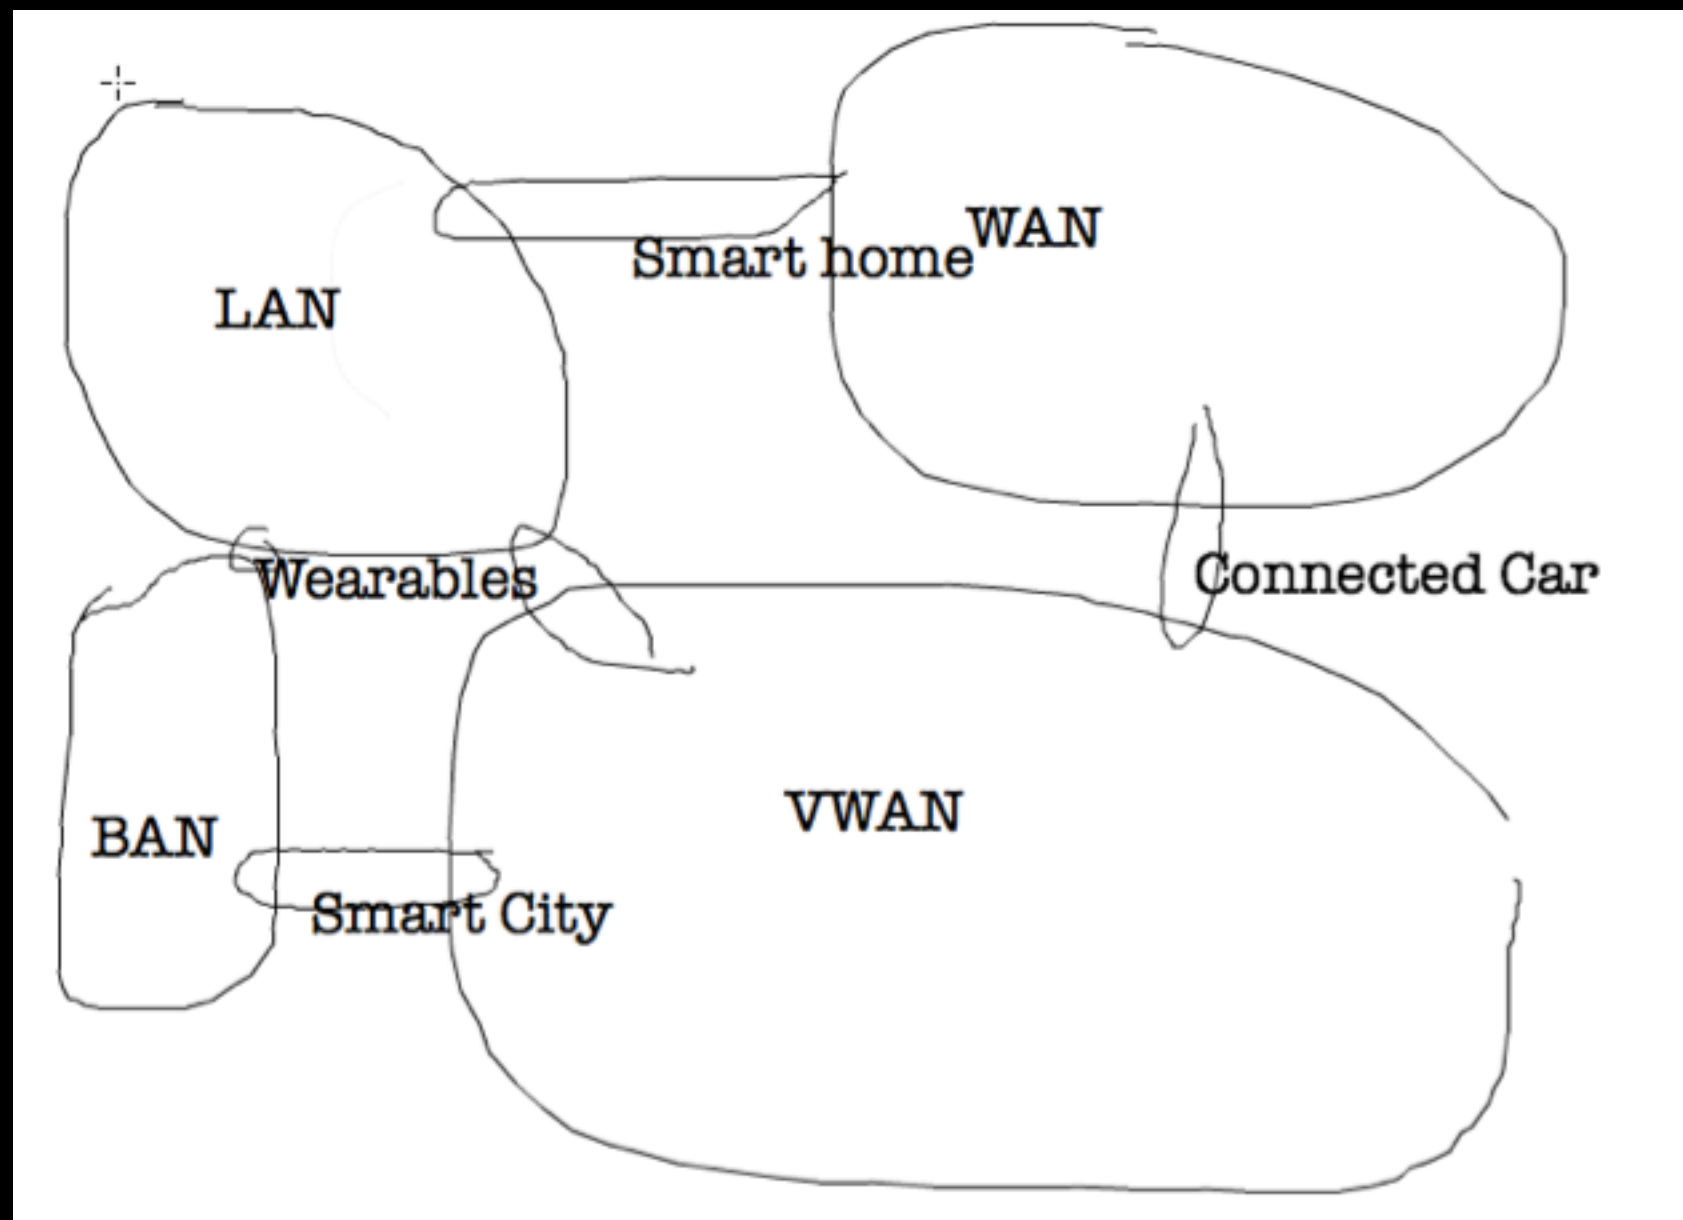 WAN
Smart home
LAN
Wearables
Connected Car
VWAN
BAN
Smart City